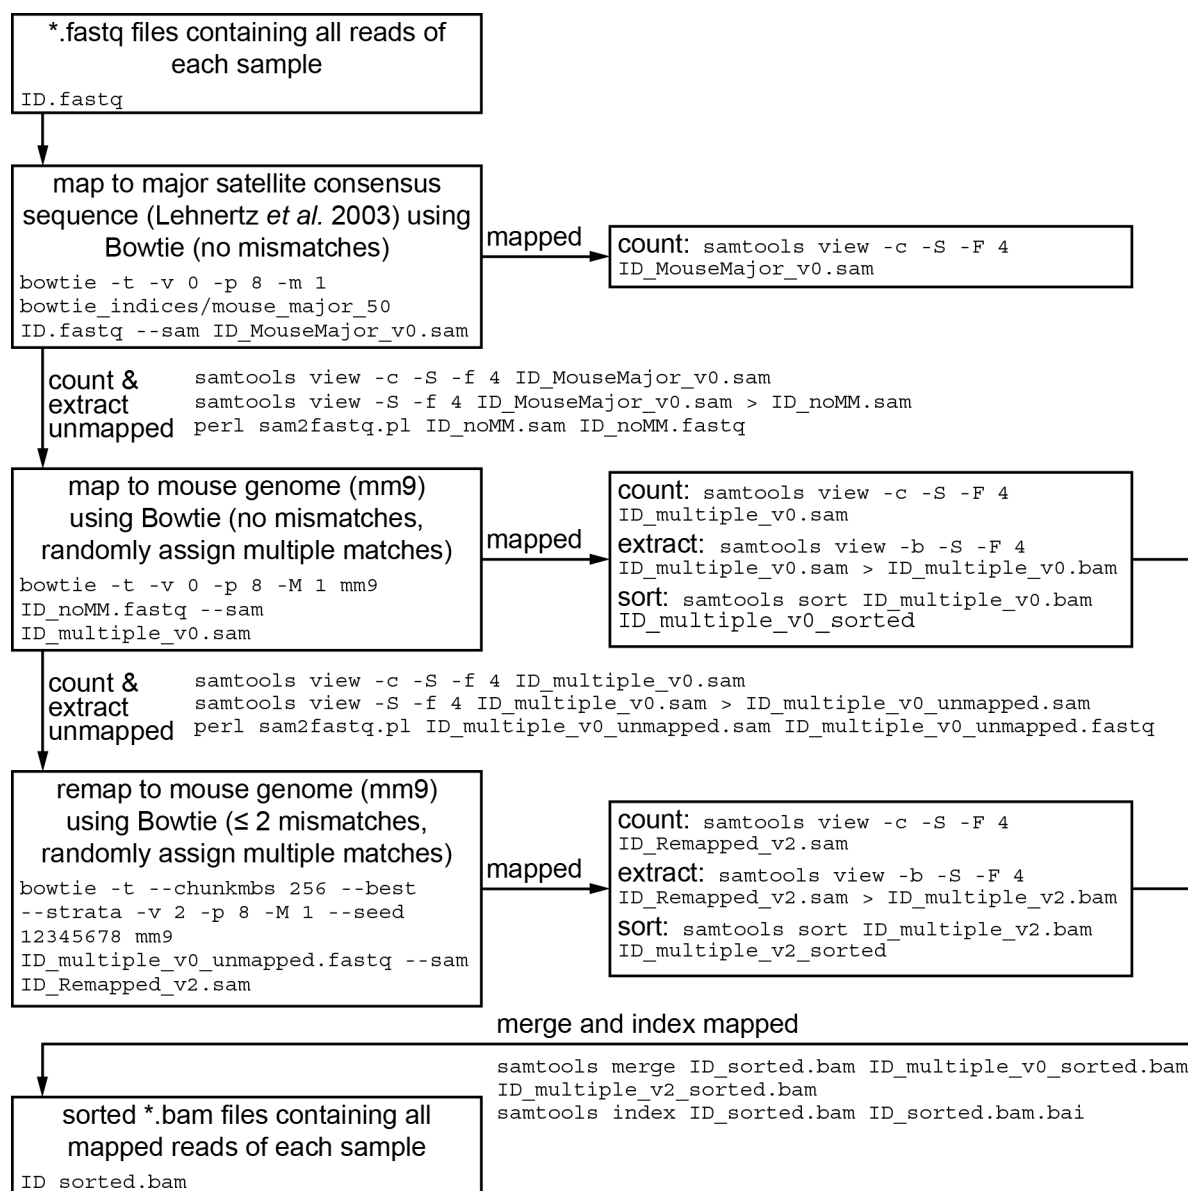 *.fastq files containing all reads of
each sample
ID.fastq
map to major satellite consensus
sequence (Lehnertz et al. 2003) using
Bowtie (no mismatches)
bowtie -t -v 0 -p 8 -m 1
bowtie_indices/mouse_major_50
ID.fastq --sam ID_MouseMajor_v0.sam
mapped
count: samtools view -c -S -F 4
ID_MouseMajor_v0.sam
count &
extract
unmapped
samtools view -c -S -f 4 ID_MouseMajor_v0.sam
samtools view -S -f 4 ID_MouseMajor_v0.sam > ID_noMM.sam
perl sam2fastq.pl ID_noMM.sam ID_noMM.fastq
map to mouse genome (mm9)
using Bowtie (no mismatches,
randomly assign multiple matches)
bowtie -t -v 0 -p 8 -M 1 mm9
ID_noMM.fastq --sam
ID_multiple_v0.sam
mapped
count: samtools view -c -S -F 4
ID_multiple_v0.sam
extract: samtools view -b -S -F 4
ID_multiple_v0.sam > ID_multiple_v0.bam
sort: samtools sort ID_multiple_v0.bam
ID_multiple_v0_sorted
count &
extract
unmapped
samtools view -c -S -f 4 ID_multiple_v0.sam
samtools view -S -f 4 ID_multiple_v0.sam > ID_multiple_v0_unmapped.sam
perl sam2fastq.pl ID_multiple_v0_unmapped.sam ID_multiple_v0_unmapped.fastq
remap to mouse genome (mm9)
using Bowtie (≤ 2 mismatches,
randomly assign multiple matches)
bowtie -t --chunkmbs 256 --best
--strata -v 2 -p 8 -M 1 --seed
12345678 mm9
ID_multiple_v0_unmapped.fastq --sam
ID_Remapped_v2.sam
mapped
count: samtools view -c -S -F 4
ID_Remapped_v2.sam
extract: samtools view -b -S -F 4
ID_Remapped_v2.sam > ID_multiple_v2.bam
sort: samtools sort ID_multiple_v2.bam
ID_multiple_v2_sorted
merge and index mapped
samtools merge ID_sorted.bam ID_multiple_v0_sorted.bam
ID_multiple_v2_sorted.bam
samtools index ID_sorted.bam ID_sorted.bam.bai
sorted *.bam files containing all
mapped reads of each sample
ID_sorted.bam